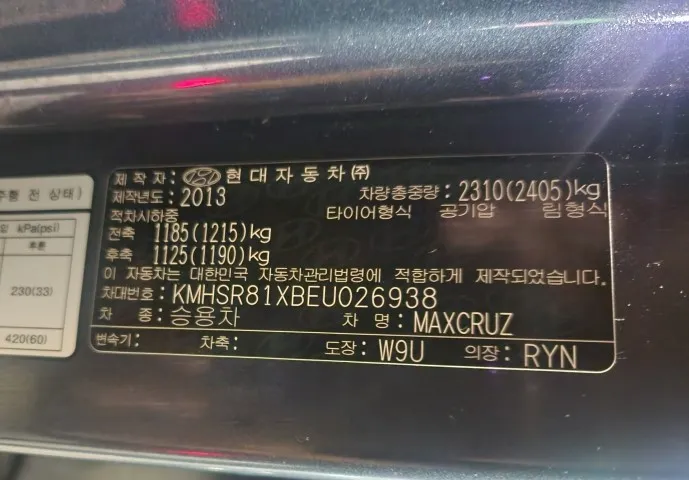 주행 전 상태)
kPa(psi)
후륜
230(33)
420(60)
제 작 자: 현대자동차㈜
제작년도: 2013 차량총중량: 2310(2405)kg
적차시하중 타이어형식 공기압 림형식
전축 1185(1215)kg
후축 1125(1190)kg
이 자동차는 대한민국 자동차관리법령에 적합하게 제작되었습니다.
차대번호: KMHSR81XBEU026938
차 종: 승용차 차 명: MAXCRUZ
변속기: 차축: 도장: W9U 의장: RYN